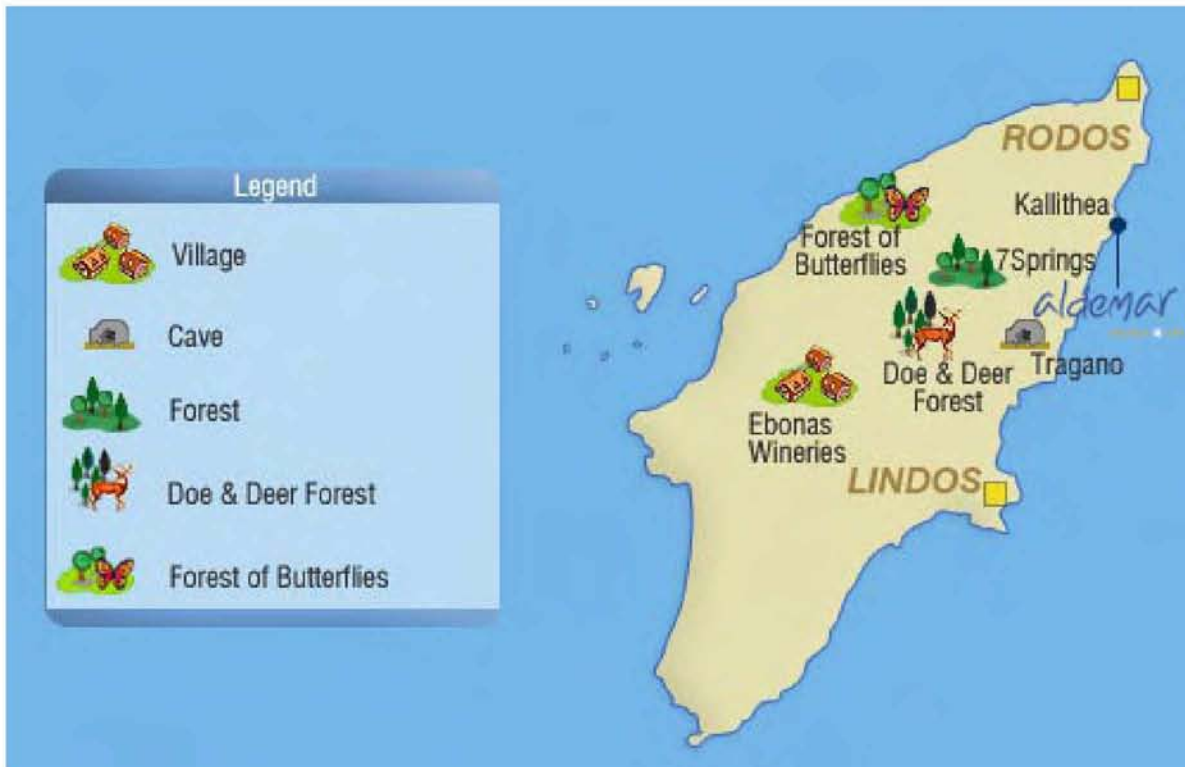 Legend
Village
Cave
Forest
Doe & Deer Forest
Forest of Butterflies
RODOS
Kallithea
Forest of
Butterflies
7Springs
aldemar
Tragano
Doe & Deer
Forest
Ebonas
Wineries
LINDOS